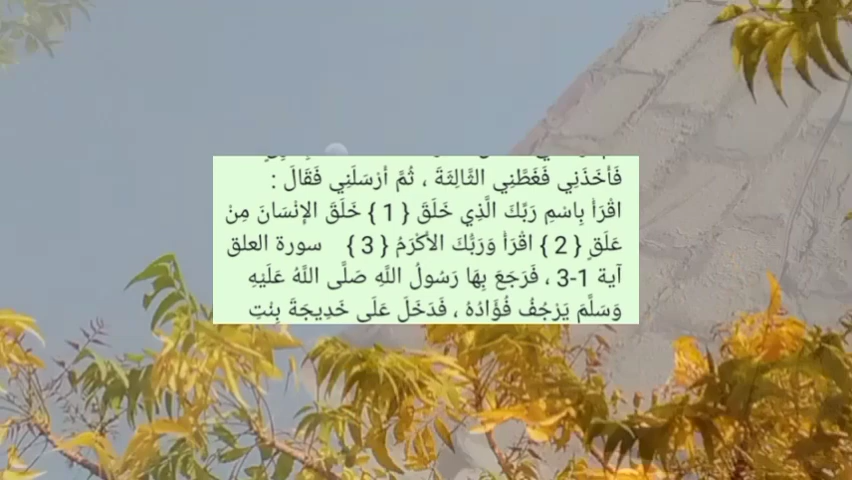 فَأَخَذَنِي فَغَطَّنِي الثَّالِثَةَ ، ثُمَّ أَرْسَلَنِي فَقَالَ :
اقْرَأْ بِاسْمِ رَبِّكَ الَّذِي خَلَقَ { 1 } خَلَقَ الإِنْسَانَ مِنْ
عَلَقٍ { 2 } اقْرَأْ وَرَبُّكَ الأَكْرَمُ { 3 } سورة العلق
آية 1-3 ، فَرَجَعَ بِهَا رَسُولُ اللَّهِ صَلَّى اللَّهُ عَلَيْهِ
وَسَلَّمَ يَرْجُفُ فُؤَادُهُ ، فَدَخَلَ عَلَى خَدِيجَةَ بِنْتِ